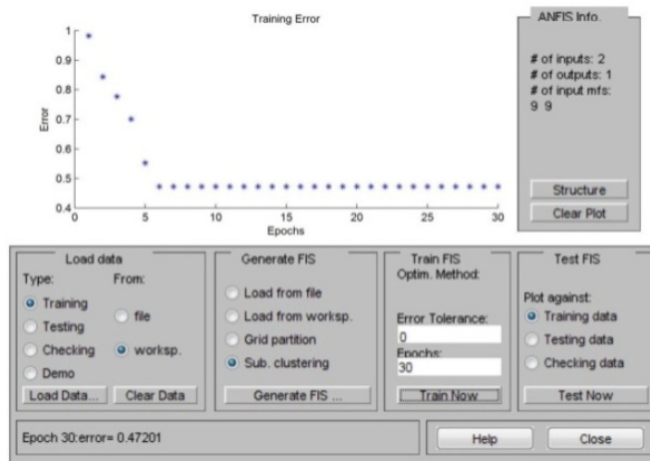 Training Error
1
0.9
0.8
0.7
0.6
0.5
0.4
Error
0 5 10 15 20 25 30
Epochs
ANFIS Info.
# of inputs: 2
# of outputs: 1
# of input mfs:
9 9
Structure
Clear Plot
Load data
Type: From:
Training
file
Testing
Checking
worksp.
Demo
Load Data... Clear Data
Generate FIS
Load from file
Load from worksp.
Grid partition
Sub. clustering
Generate FIS ...
Train FIS
Optim. Method:
Error Tolerance:
0
Epochs:
30
Train Now
Test FIS
Plot against:
Training data
Testing data
Checking data
Test Now
Epoch 30:error= 0.47201
Help
Close